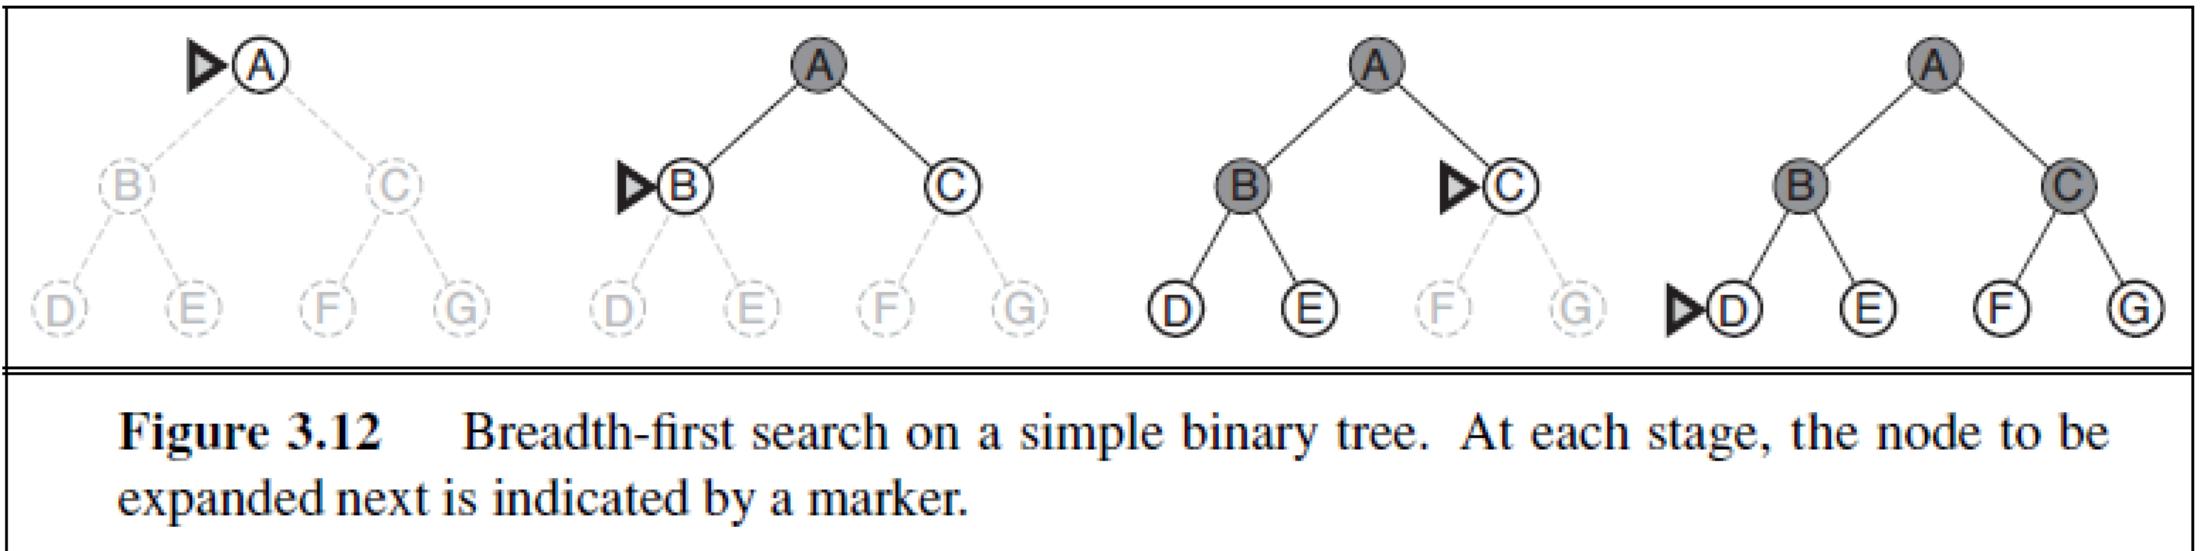 A A A A
B C B C B C B C
D E F G D E F G D E F G D E F G
Figure 3.12 Breadth-first search on a simple binary tree. At each stage, the node to be
expanded next is indicated by a marker.